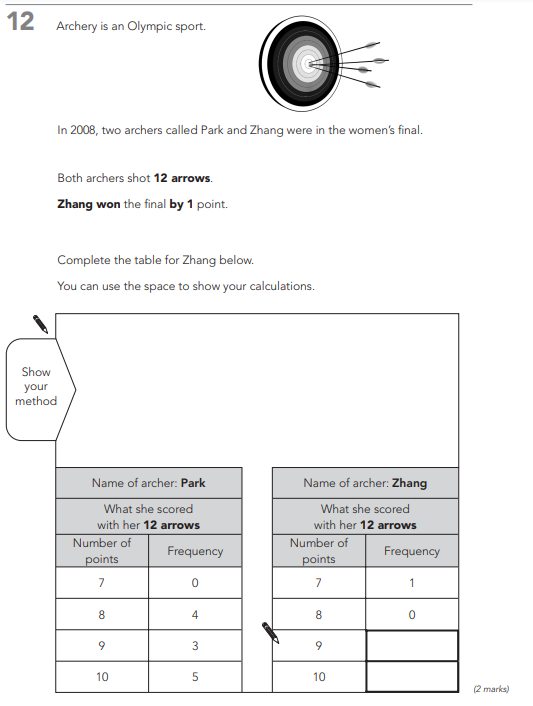 12
Archery is an Olympic sport.
In 2008, two archers called Park and Zhang were in the women's final.
Both archers shot 12 arrows.
Zhang won the final by 1 point.
Complete the table for Zhang below.
You can use the space to show your calculations.
Show
your
method
Name of archer: Park
What she scored
with her 12 arrows
Number of
points
Frequency
7 0
8 4
9 3
10 5
Name of archer: Zhang
What she scored
with her 12 arrows
Number of
points
Frequency
7 1
8 0
9
10
(2 marks)